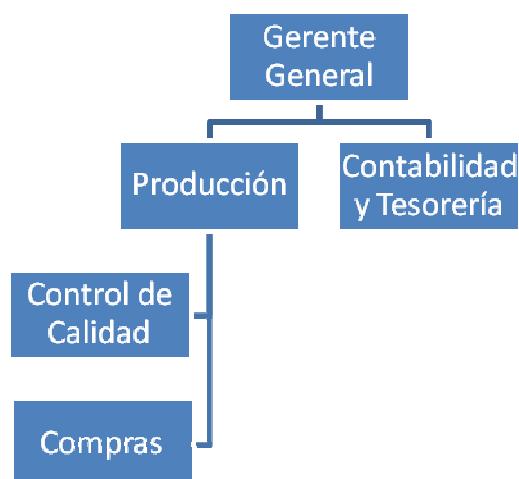 Gerente
General
Producción
Contabilidad
y Tesorería
Control de
Calidad
Compras